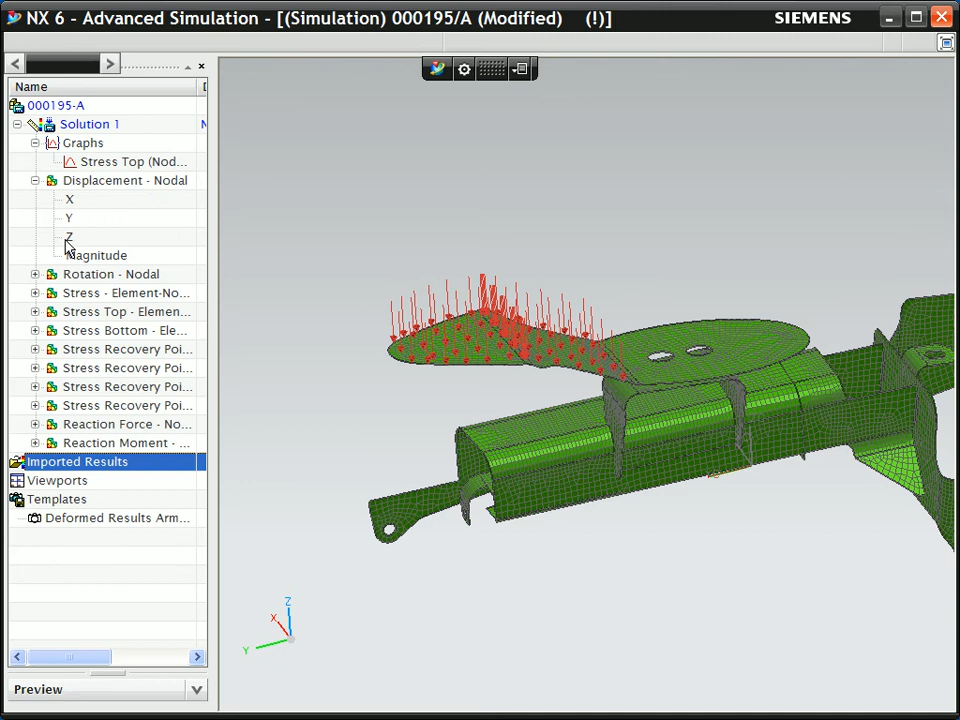 NX 6 - Advanced Simulation - [(Simulation) 000195/A (Modified) (!)]
SIEMENS
Name
000195-A
Solution 1
Graphs
Stress Top (Nod...
Displacement - Nodal
X
Y
Z
Magnitude
Rotation - Nodal
Stress - Element-No...
Stress Top - Elemen...
Stress Bottom - Ele...
Stress Recovery Poi...
Stress Recovery Poi...
Stress Recovery Poi...
Stress Recovery Poi...
Reaction Force - No...
Reaction Moment - ...
Imported Results
Viewports
Templates
Deformed Results Arm...
Preview
Z
X
Y